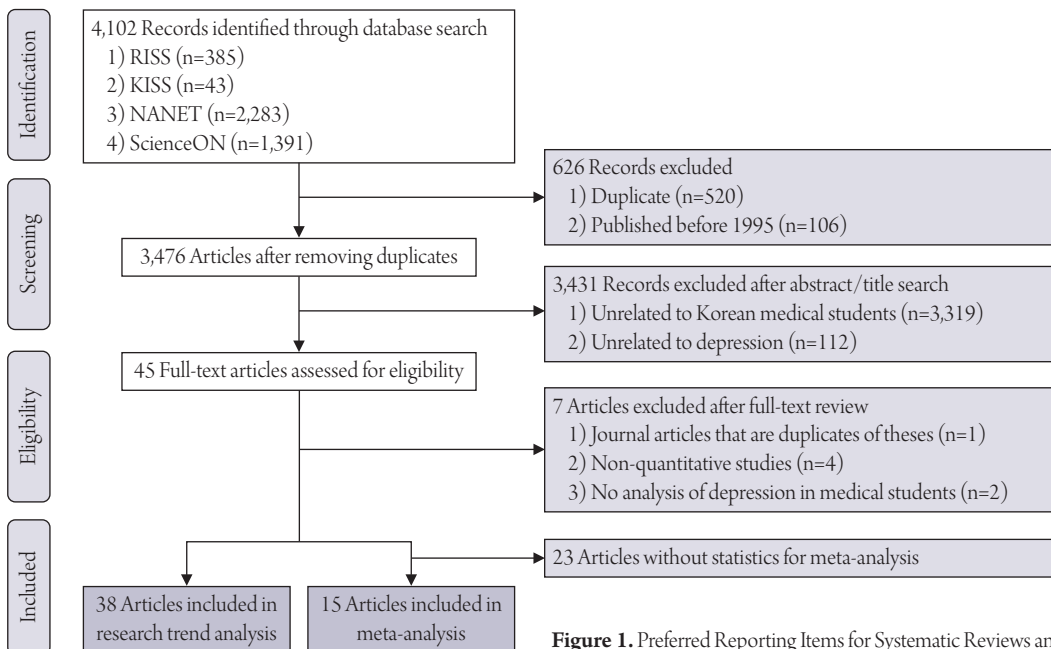 Identification
4,102 Records identified through database search
1) RISS (n=385)
2) KISS (n=43)
3) NANET (n=2,283)
4) ScienceON (n=1,391)
626 Records excluded
1) Duplicate (n=520)
2) Published before 1995 (n=106)
Screening
3,476 Articles after removing duplicates
3,431 Records excluded after abstract/title search
1) Unrelated to Korean medical students (n=3,319)
2) Unrelated to depression (n=112)
45 Full-text articles assessed for eligibility
Eligibility
7 Articles excluded after full-text review
1) Journal articles that are duplicates of theses (n=1)
2) Non-quantitative studies (n=4)
3) No analysis of depression in medical students (n=2)
Included
23 Articles without statistics for meta-analysis
38 Articles included in
research trend analysis
15 Articles included in
meta-analysis
Figure 1. Preferred Reporting Items for Systematic Reviews an